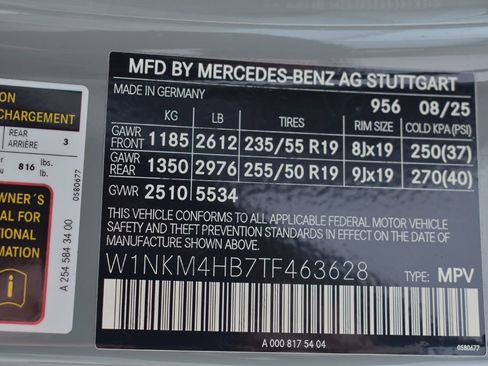 ON
CHARGEMENT
REAR
ARRIÈRE
3
816 lbs.
lb.
WNER´S
AL FOR
TIONAL
MATION
A 254 584 34 00
0580677
MFD BY MERCEDES-BENZ AG STUTTGART
MADE IN GERMANY
956 08/25
KG LB TIRES RIM SIZE COLD KPA(PSI)
GAWR FRONT 1185 2612 235/55 R19 8Jx19 250(37)
GAWR REAR 1350 2976 255/50 R19 9Jx19 270(40)
GVWR 2510 5534
THIS VEHICLE CONFORMS TO ALL APPLICABLE FEDERAL MOTOR VEHICLE
SAFETY AND THEFT PREVENTION STANDARDS IN EFFECT ON THE DATE
OF MANUFACTURE SHOWN ABOVE.
W1NKM4HB7TF463628
TYPE: MPV
A 000 817 54 04
0580677